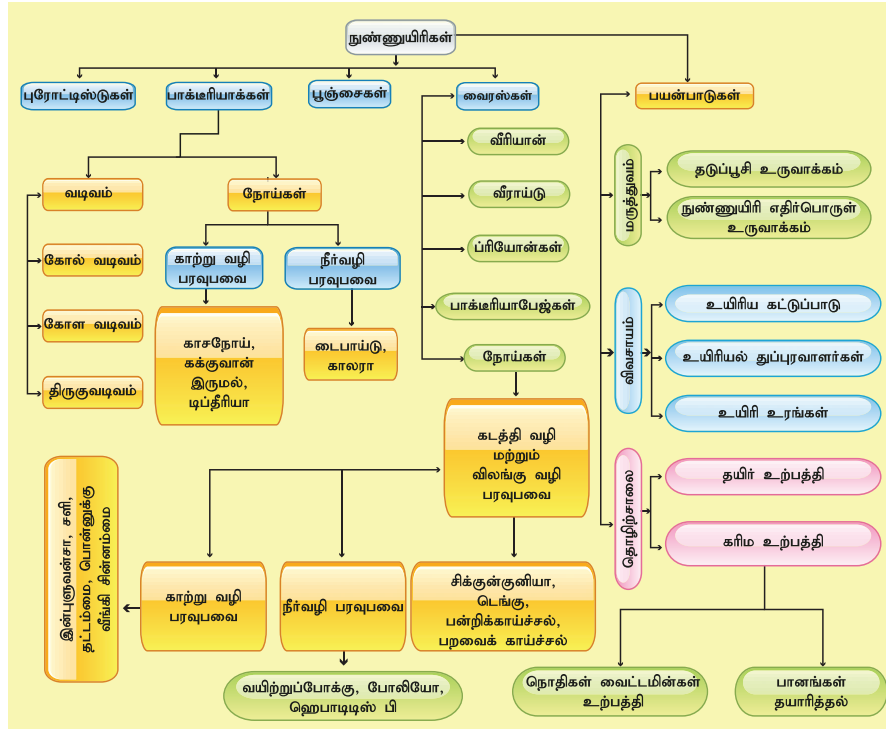 நுண்ணுயிரிகள்
புரோட்டிஸ்டுகள்
பாக்டீரியாக்கள்
பூஞ்சைகள்
வைரஸ்கள்
பயன்பாடுகள்
வடிவம்
கோல் வடிவம்
கோள வடிவம்
திருகுவடிவம்
நோய்கள்
காற்று வழி
பரவுபவை
காசநோய்,
கக்குவான்
இருமல்,
டிப்தீரியா
நீர்வழி
பரவுபவை
டைபாய்டு,
காலரா
வீரியான்
வீராய்டு
ப்ரியோன்கள்
பாக்டீரியாபேஜ்கள்
நோய்கள்
கடத்தி வழி
மற்றும்
விலங்கு வழி
பரவுபவை
காற்று வழி
பரவுபவை
இன்புளுவன்சா, சளி,
தட்டம்மை, பொன்னுக்கு
வீங்கி சின்னம்மை
நீர்வழி பரவுபவை
வயிற்றுப்போக்கு, போலியோ,
ஹெபாடிடிஸ் பி
சிக்குன்குனியா,
டெங்கு,
பன்றிக்காய்ச்சல்,
பறவைக் காய்ச்சல்
மருத்துவம்
தடுப்பூசி உருவாக்கம்
நுண்ணுயிரி எதிர்பொருள்
உருவாக்கம்
விவசாயம்
உயிரிய கட்டுப்பாடு
உயிரியல் துப்புரவாளர்கள்
உயிரி உரங்கள்
தொழிற்சாலை
தயிர் உற்பத்தி
கரிம உற்பத்தி
நொதிகள் வைட்டமின்கள்
உற்பத்தி
பானங்கள்
தயாரித்தல்